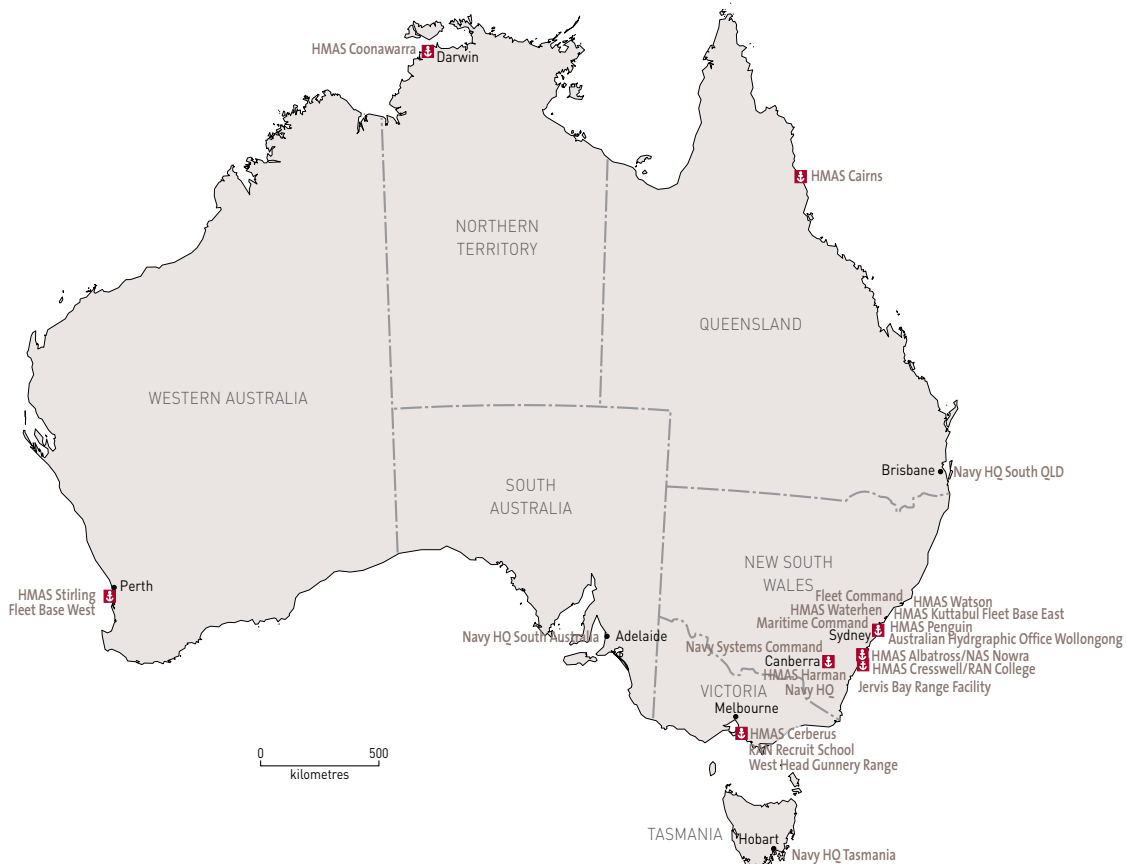 HMAS Coonawarra
Darwin
HMAS Cairns
NORTHERN
TERRITORY
QUEENSLAND
WESTERN AUSTRALIA
SOUTH
AUSTRALIA
Brisbane
Navy HQ South QLD
NEW SOUTH
WALES
Perth
HMAS Stirling
Fleet Base West
Fleet Command
HMAS Waterhen
Maritime Command
Sydney
HMAS Watson
HMAS Kuttabul Fleet Base East
HMAS Penguin
Australian Hydrgraphic Office Wollongong
Navy HQ South Australia
Adelaide
Navy Systems Command
Canberra
HMAS Harman
Navy HQ
HMAS Albatross/NAS Nowra
HMAS Cresswell/RAN College
Jervis Bay Range Facility
VICTORIA
Melbourne
HMAS Cerberus
RAN Recruit School
West Head Gunnery Range
0 500
kilometres
TASMANIA
Hobart
Navy HQ Tasmania